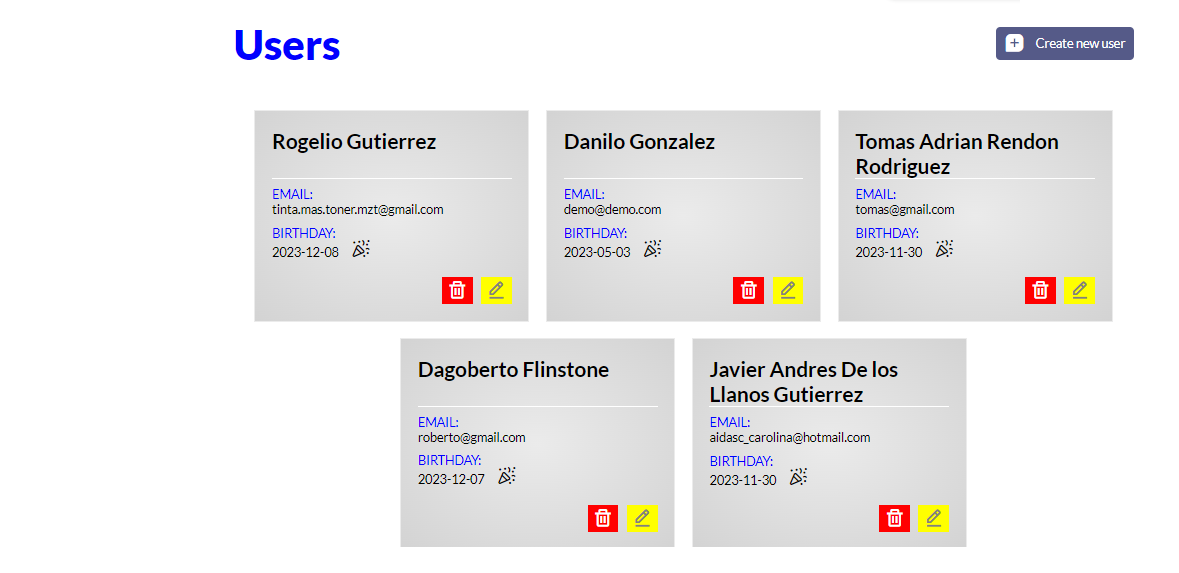 Users
Create new user
Rogelio Gutierrez
EMAIL:
tinta.mas.toner.mzt@gmail.com
BIRTHDAY:
2023-12-08
Danilo Gonzalez
EMAIL:
demo@demo.com
BIRTHDAY:
2023-05-03
Tomas Adrian Rendon
Rodriguez
EMAIL:
tomas@gmail.com
BIRTHDAY:
2023-11-30
Dagoberto Flinstone
EMAIL:
roberto@gmail.com
BIRTHDAY:
2023-12-07
Javier Andres De los
Llanos Gutierrez
EMAIL:
aidasc_carolina@hotmail.com
BIRTHDAY:
2023-11-30